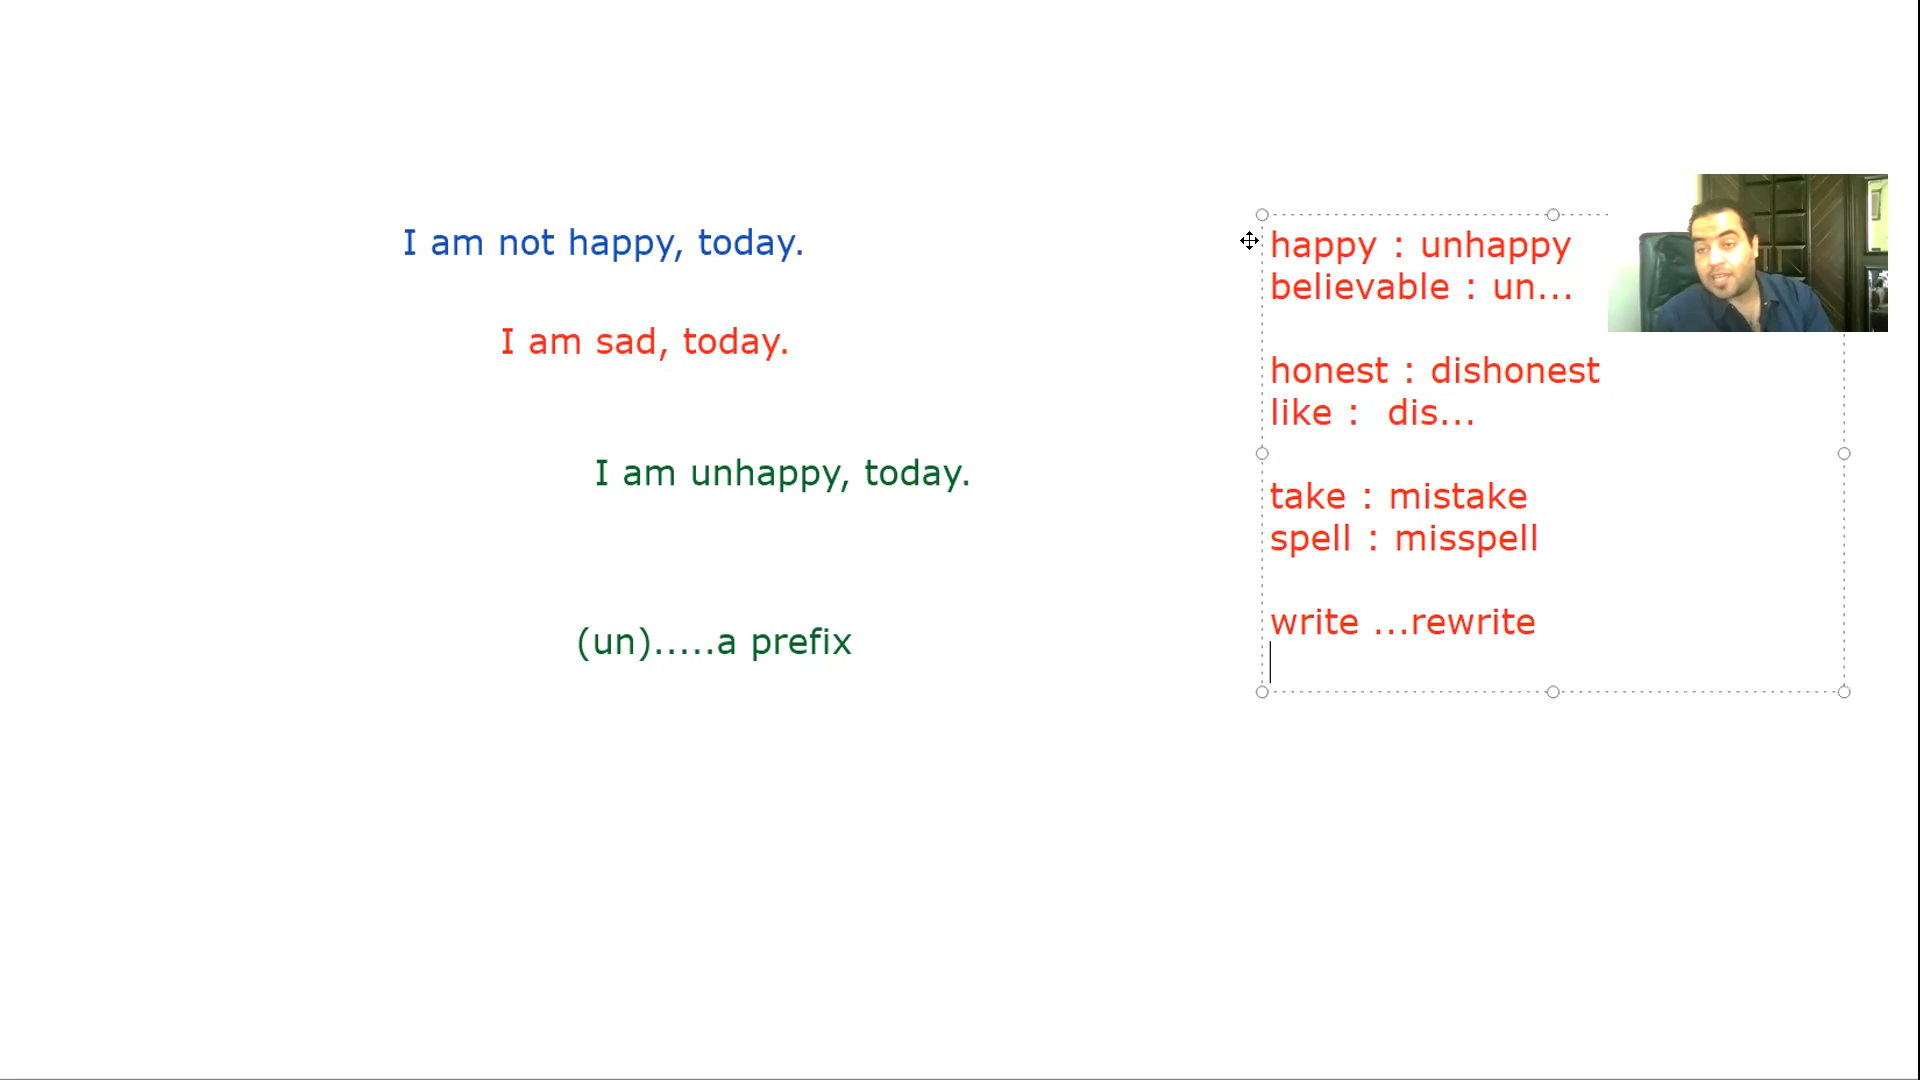 I am not happy, today.
I am sad, today.
I am unhappy, today.
(un).....a prefix
happy : unhappy
believable : un...
honest : dishonest
like :  dis...
take : mistake
spell : misspell
write ...rewrite